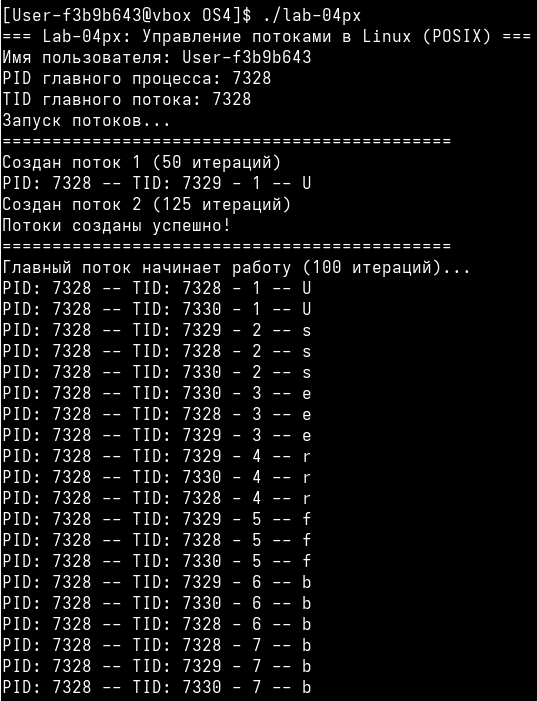 [User-f3b9b643@vbox OS4]$ ./lab-04px
=== Lab-04px: Управление потоками в Linux (POSIX) ===
Имя пользователя: User-f3b9b643
PID главного процесса: 7328
TID главного потока: 7328
Запуск потоков...
=============================================
Создан поток 1 (50 итераций)
PID: 7328 -- TID: 7329 - 1 -- U
Создан поток 2 (125 итераций)
Потоки созданы успешно!
=============================================
Главный поток начинает работу (100 итераций)...
PID: 7328 -- TID: 7328 - 1 -- U
PID: 7328 -- TID: 7330 - 1 -- U
PID: 7328 -- TID: 7329 - 2 -- s
PID: 7328 -- TID: 7328 - 2 -- s
PID: 7328 -- TID: 7330 - 2 -- s
PID: 7328 -- TID: 7330 - 3 -- e
PID: 7328 -- TID: 7328 - 3 -- e
PID: 7328 -- TID: 7329 - 3 -- e
PID: 7328 -- TID: 7329 - 4 -- r
PID: 7328 -- TID: 7330 - 4 -- r
PID: 7328 -- TID: 7328 - 4 -- r
PID: 7328 -- TID: 7329 - 5 -- f
PID: 7328 -- TID: 7328 - 5 -- f
PID: 7328 -- TID: 7330 - 5 -- f
PID: 7328 -- TID: 7329 - 6 -- b
PID: 7328 -- TID: 7330 - 6 -- b
PID: 7328 -- TID: 7328 - 6 -- b
PID: 7328 -- TID: 7328 - 7 -- b
PID: 7328 -- TID: 7329 - 7 -- b
PID: 7328 -- TID: 7330 - 7 -- b